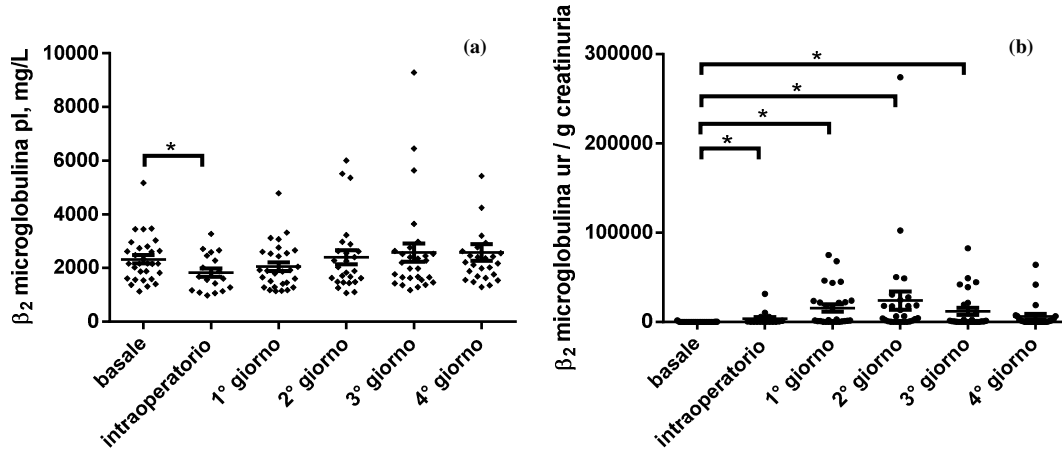 (a)
β2 microglobulina pl, mg/L
10000
8000
6000
4000
2000
0
*
basale
intraoperatorio
1° giorno
2° giorno
3° giorno
4° giorno
(b)
β2 microglobulina ur / g creatinuria
300000
200000
100000
0
*
*
*
*
basale
intraoperatorio
1° giorno
2° giorno
3° giorno
4° giorno